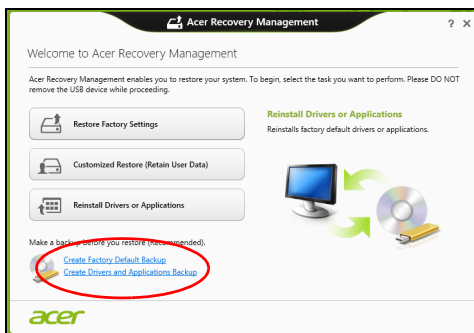 Acer Recovery Management
? ×
Welcome to Acer Recovery Management
Acer Recovery Management enables you to restore your system. To begin, select the task you want to perform. Please DO NOT
remove the USB device while proceeding.
Restore Factory Settings
Customized Restore (Retain User Data)
Reinstall Drivers or Applications
Reinstall Drivers or Applications
Reinstalls factory default drivers or applications.
Make a backup before you restore (Recommended).
Create Factory Default Backup
Create Drivers and Applications Backup
acer